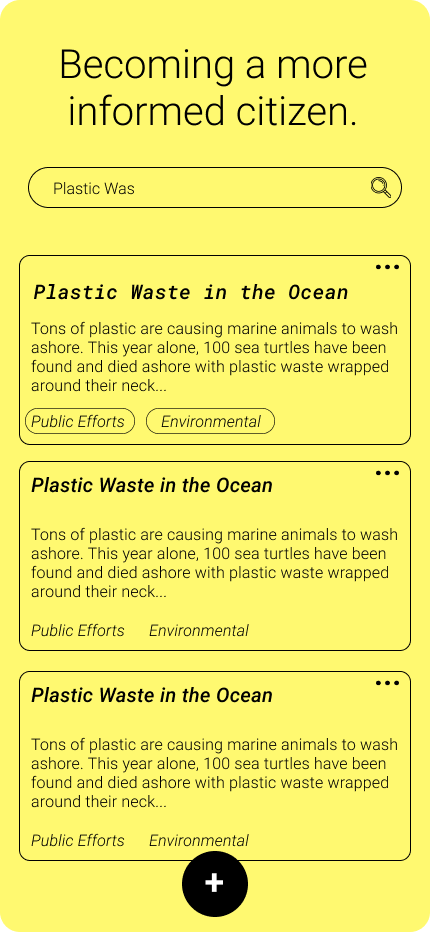 Becoming a more
informed citizen.
Plastic Was
Plastic Waste in the Ocean
Tons of plastic are causing marine animals to wash
ashore. This year alone, 100 sea turtles have been
found and died ashore with plastic waste wrapped
around their neck...
Public Efforts Environmental
Plastic Waste in the Ocean
Tons of plastic are causing marine animals to wash
ashore. This year alone, 100 sea turtles have been
found and died ashore with plastic waste wrapped
around their neck...
Public Efforts Environmental
Plastic Waste in the Ocean
Tons of plastic are causing marine animals to wash
ashore. This year alone, 100 sea turtles have been
found and died ashore with plastic waste wrapped
around their neck...
Public Efforts Environmental
+